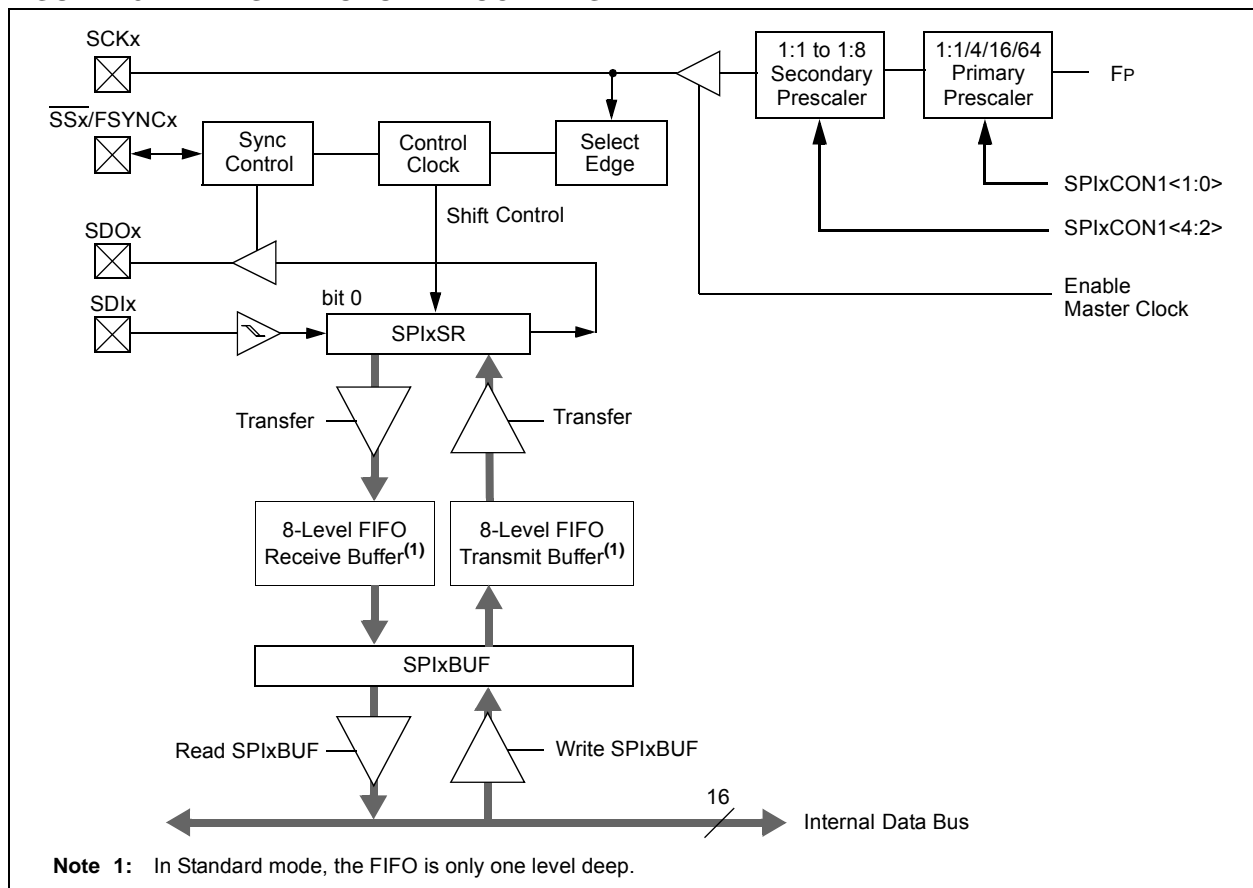 SCKx
1:1 to 1:8
Secondary
Prescaler
1:1/4/16/64
Primary
Prescaler
FP
SSx/FSYNCx
Sync
Control
Control
Clock
Select
Edge
SPIxCON1<1:0>
Shift Control
SPIxCON1<4:2>
SDOx
Enable
Master Clock
bit 0
SDIx
SPIxSR
Transfer
Transfer
8-Level FIFO
Receive Buffer(1)
8-Level FIFO
Transmit Buffer(1)
SPIxBUF
Read SPIxBUF
Write SPIxBUF
16
Internal Data Bus
Note 1: In Standard mode, the FIFO is only one level deep.